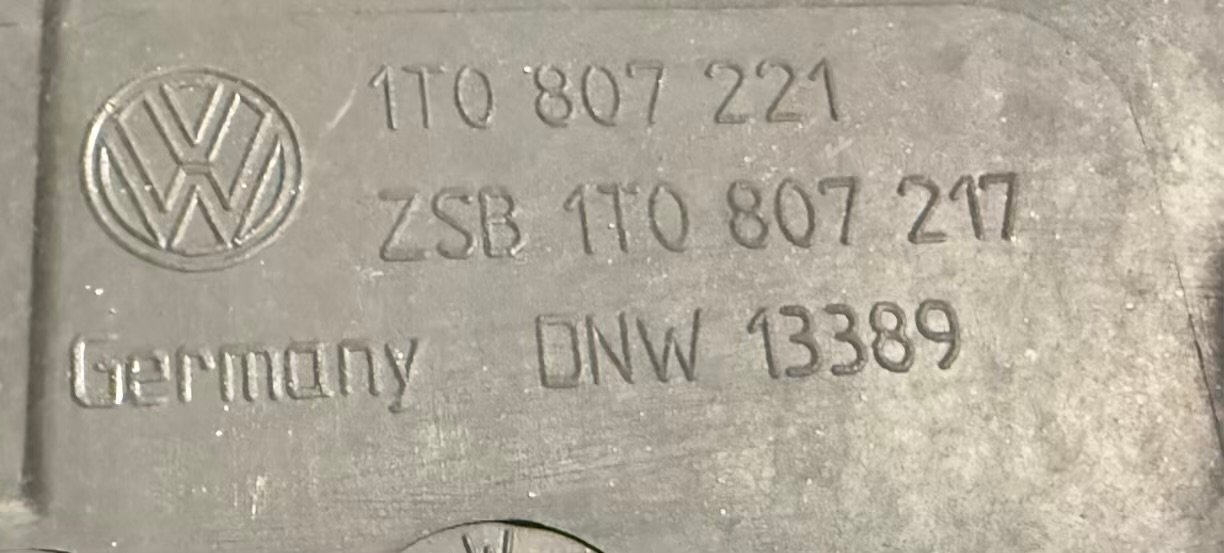 1T0 807 221
ZSB 1T0 807 217
Germany DNW 13389